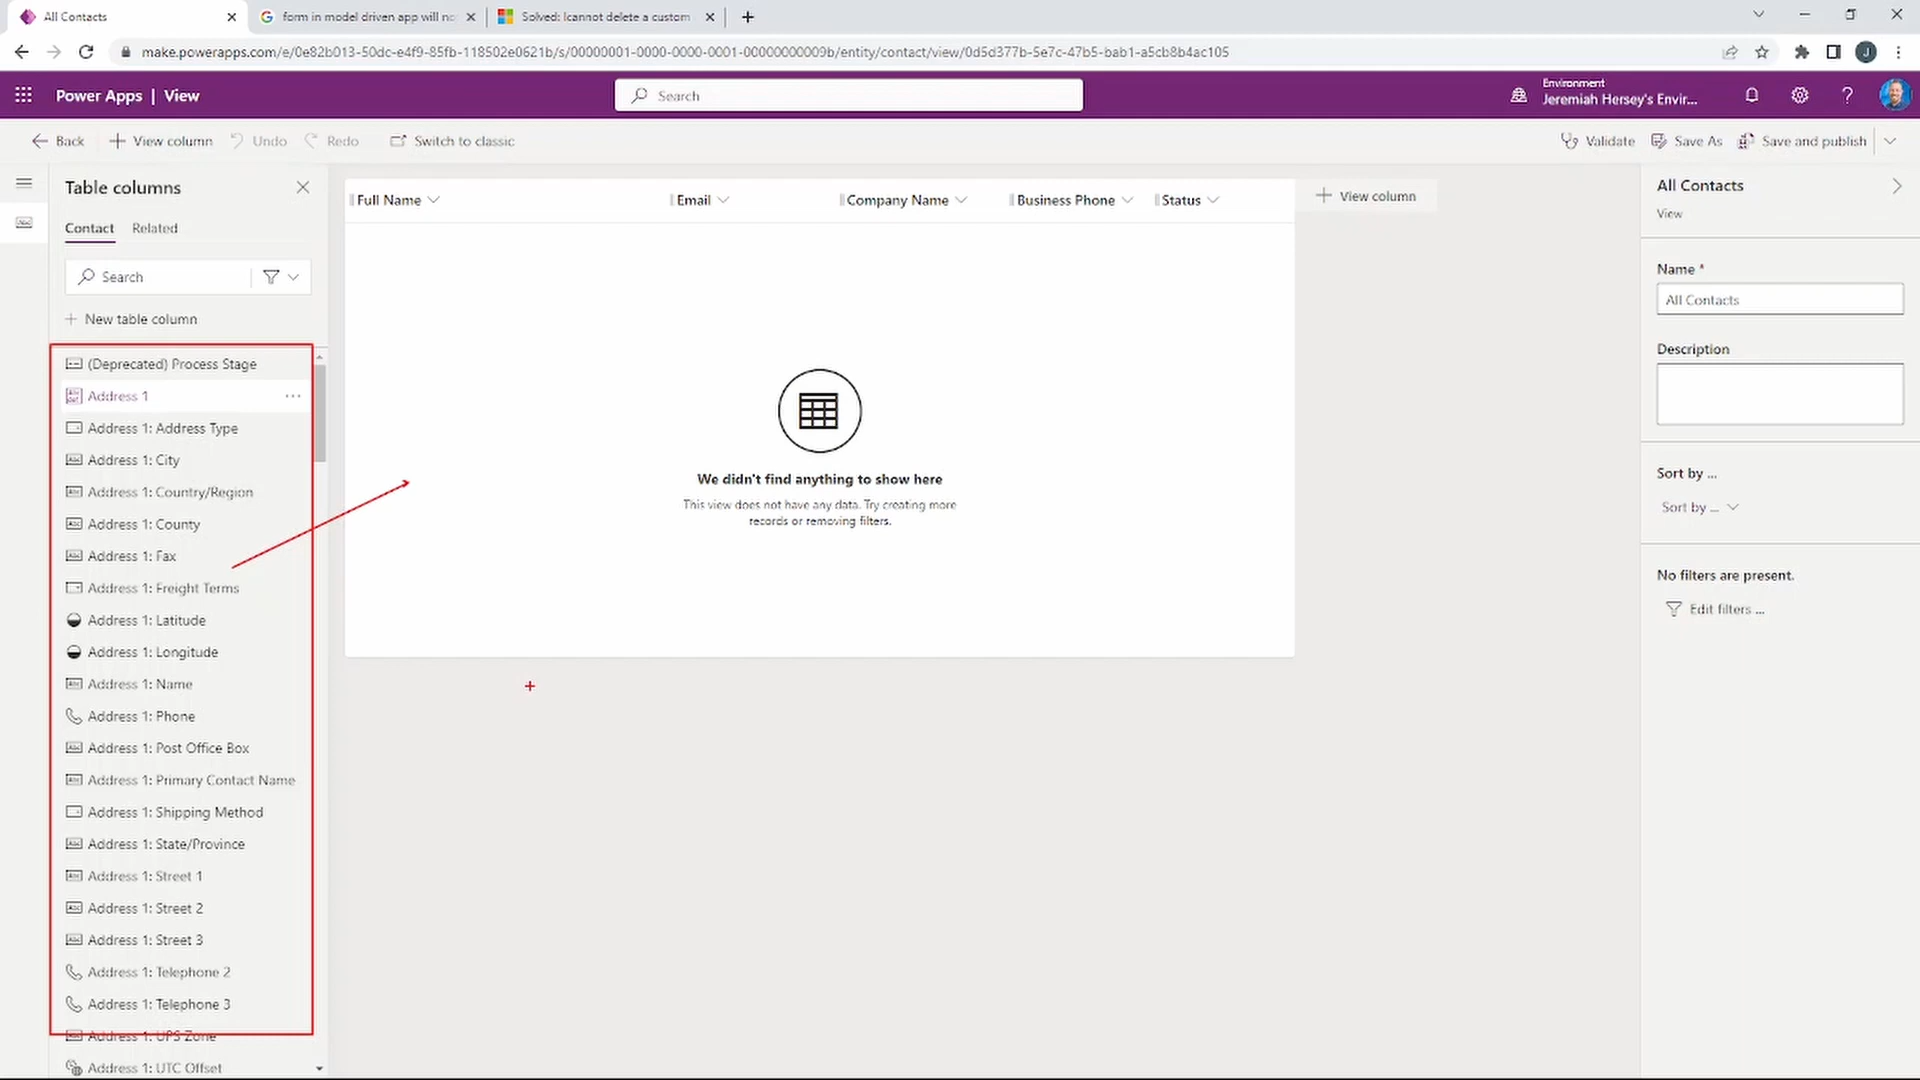 All Contacts
form in model driven app will no
Solved: Icannot delete a custom
make.powerapps.com/e/0e82b013-50dc-e4f9-85fb-118502e0621b/s/00000001-0000-0000-0001-00000000009b/entity/contact/view/0d5d377b-5e7c-47b5-bab1-a5cb8b4ac105
J
Power Apps | View
Search
Environment
Jeremiah Hersey's Envir...
Back
View column
Undo
Redo
Switch to classic
Validate
Save As
Save and publish
Table columns
Contact
Related
Search
New table column
(Deprecated) Process Stage
Address 1
Address 1: Address Type
Address 1: City
Address 1: Country/Region
Address 1: County
Address 1: Fax
Address 1: Freight Terms
Address 1: Latitude
Address 1: Longitude
Address 1: Name
Address 1: Phone
Address 1: Post Office Box
Address 1: Primary Contact Name
Address 1: Shipping Method
Address 1: State/Province
Address 1: Street 1
Address 1: Street 2
Address 1: Street 3
Address 1: Telephone 2
Address 1: Telephone 3
Address 1: UPS Zone
Address 1: UTC Offset
Full Name
Email
Company Name
Business Phone
Status
View column
We didn't find anything to show here
This view does not have any data. Try creating more
records or removing filters.
All Contacts
View
Name *
All Contacts
Description
Sort by ...
Sort by ...
No filters are present.
Edit filters ...